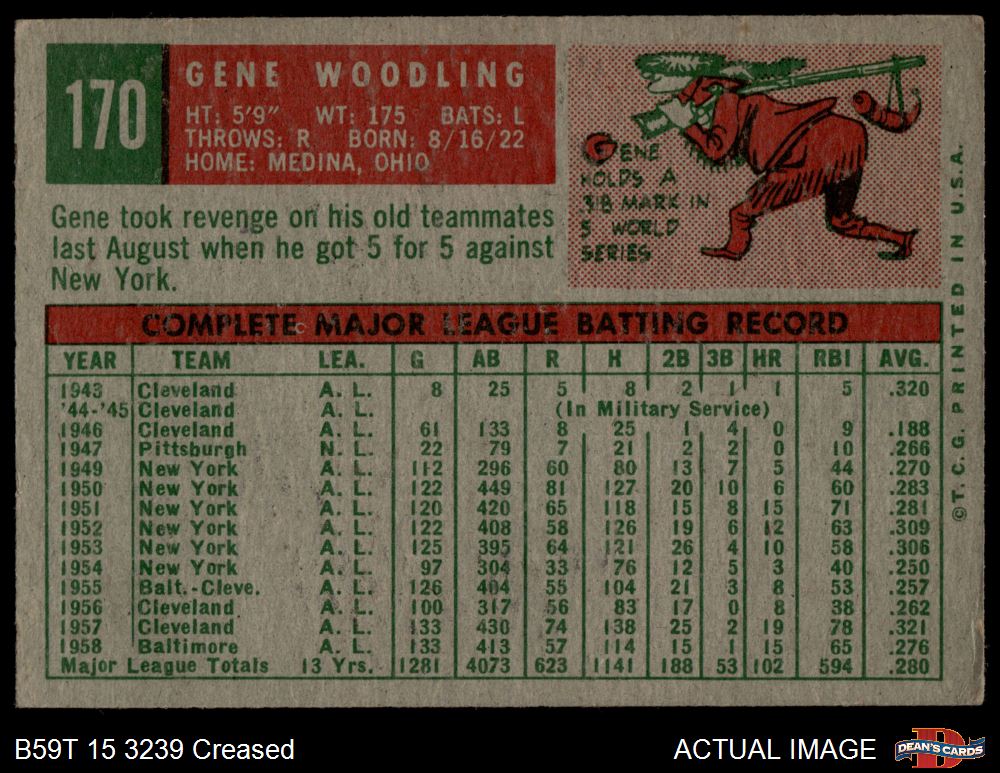 170
GENE WOODLING
HT: 5'9" WT: 175 BATS: L
THROWS: R BORN: 8/16/22
HOME: MEDINA, OHIO
Gene took revenge on his old teammates
last August when he got 5 for 5 against
New York.
GENE
HOLDS A
3B MARK IN
5 WORLD
SERIES
COMPLETE MAJOR LEAGUE BATTING RECORD
YEAR TEAM LEA. G AB R H 2B 3B HR RBI AVG.
1943 Cleveland A. L. 8 25 5 8 2 1 1 5 .320
'44-'45 Cleveland A. L. (In Military Service)
1946 Cleveland A. L. 61 133 8 25 1 4 0 9 .188
1947 Pittsburgh N. L. 22 79 7 21 2 2 0 10 .266
1949 New York A. L. 112 296 60 80 13 7 5 44 .270
1950 New York A. L. 122 449 81 127 20 10 6 60 .283
1951 New York A. L. 120 420 65 118 15 8 15 71 .281
1952 New York A. L. 122 408 58 126 19 6 12 63 .309
1953 New York A. L. 125 395 64 121 26 4 10 58 .306
1954 New York A. L. 97 304 33 76 12 5 3 40 .250
1955 Balt.-Cleve. A. L. 126 404 55 104 21 3 8 53 .257
1956 Cleveland A. L. 100 317 56 83 17 0 8 38 .262
1957 Cleveland A. L. 133 430 74 138 25 2 19 78 .321
1958 Baltimore A. L. 133 413 57 114 15 1 15 65 .276
Major League Totals 13 Yrs. 1281 4073 623 1141 188 53 102 594 .280
©T. C. G. PRINTED IN U.S.A.
B59T 15 3239 Creased
ACTUAL IMAGE
D
DEAN'S CARDS